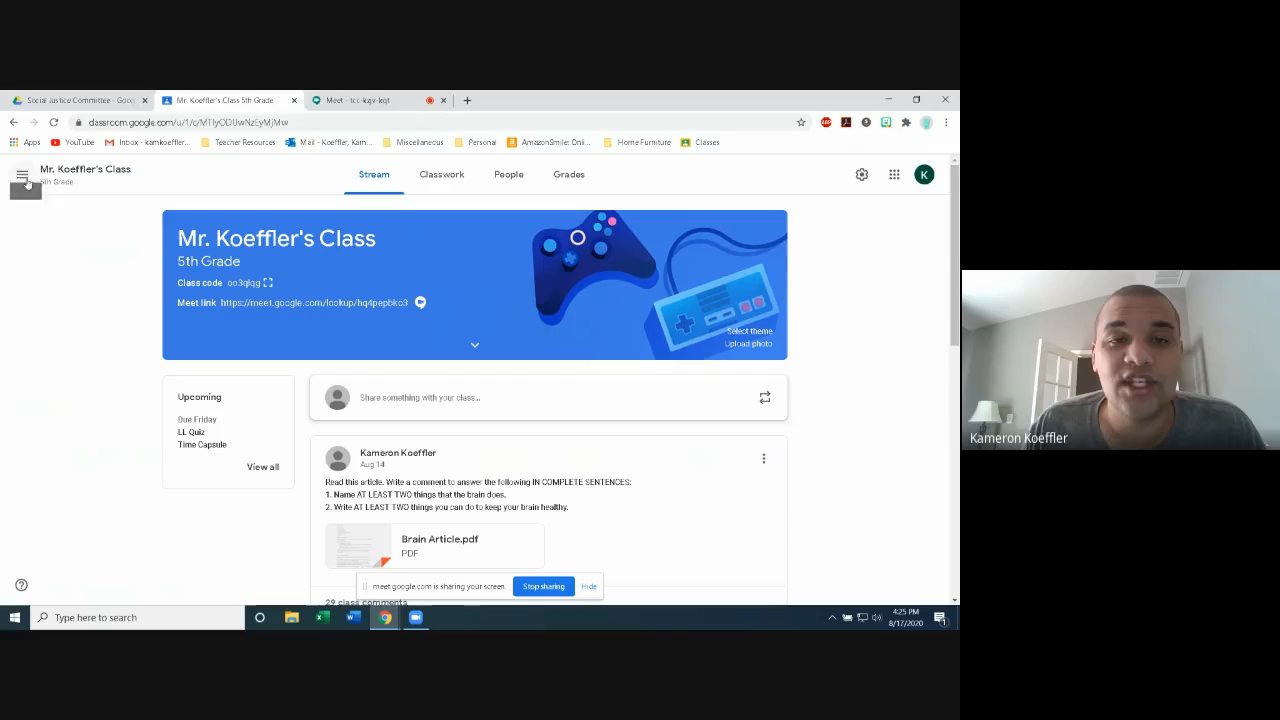 Social Justice Committee - Goo
Mr. Koeffler's Class 5th Grade
Meet - tcc-kzjv-kqt
classroom.google.com/u/1/c/MTIyODUwNzEyMjMw
Apps
YouTube
Inbox - kamkoeffler...
Teacher Resources
Mail - Koeffler, Kam...
Miscellaneous
Personal
AmazonSmile: Onli...
Home Furniture
Classes
Mr. Koeffler's Class
5th Grade
Stream
Classwork
People
Grades
K
Mr. Koeffler's Class
5th Grade
Class code oo3qlqg
Meet link https://meet.google.com/lookup/hq4pepbko3
Select theme
Upload photo
Upcoming
Due Friday
LL Quiz
Time Capsule
View all
Share something with your class...
Kameron Koeffler
Aug 14
Read this article. Write a comment to answer the following IN COMPLETE SENTENCES:
1. Name AT LEAST TWO things that the brain does.
2. Write AT LEAST TWO things you can do to keep your brain healthy.
Brain Article.pdf
PDF
29 class comments
meet.google.com is sharing your screen.
Stop sharing
Hide
Type here to search
4:25 PM
8/17/2020
Kameron Koeffler